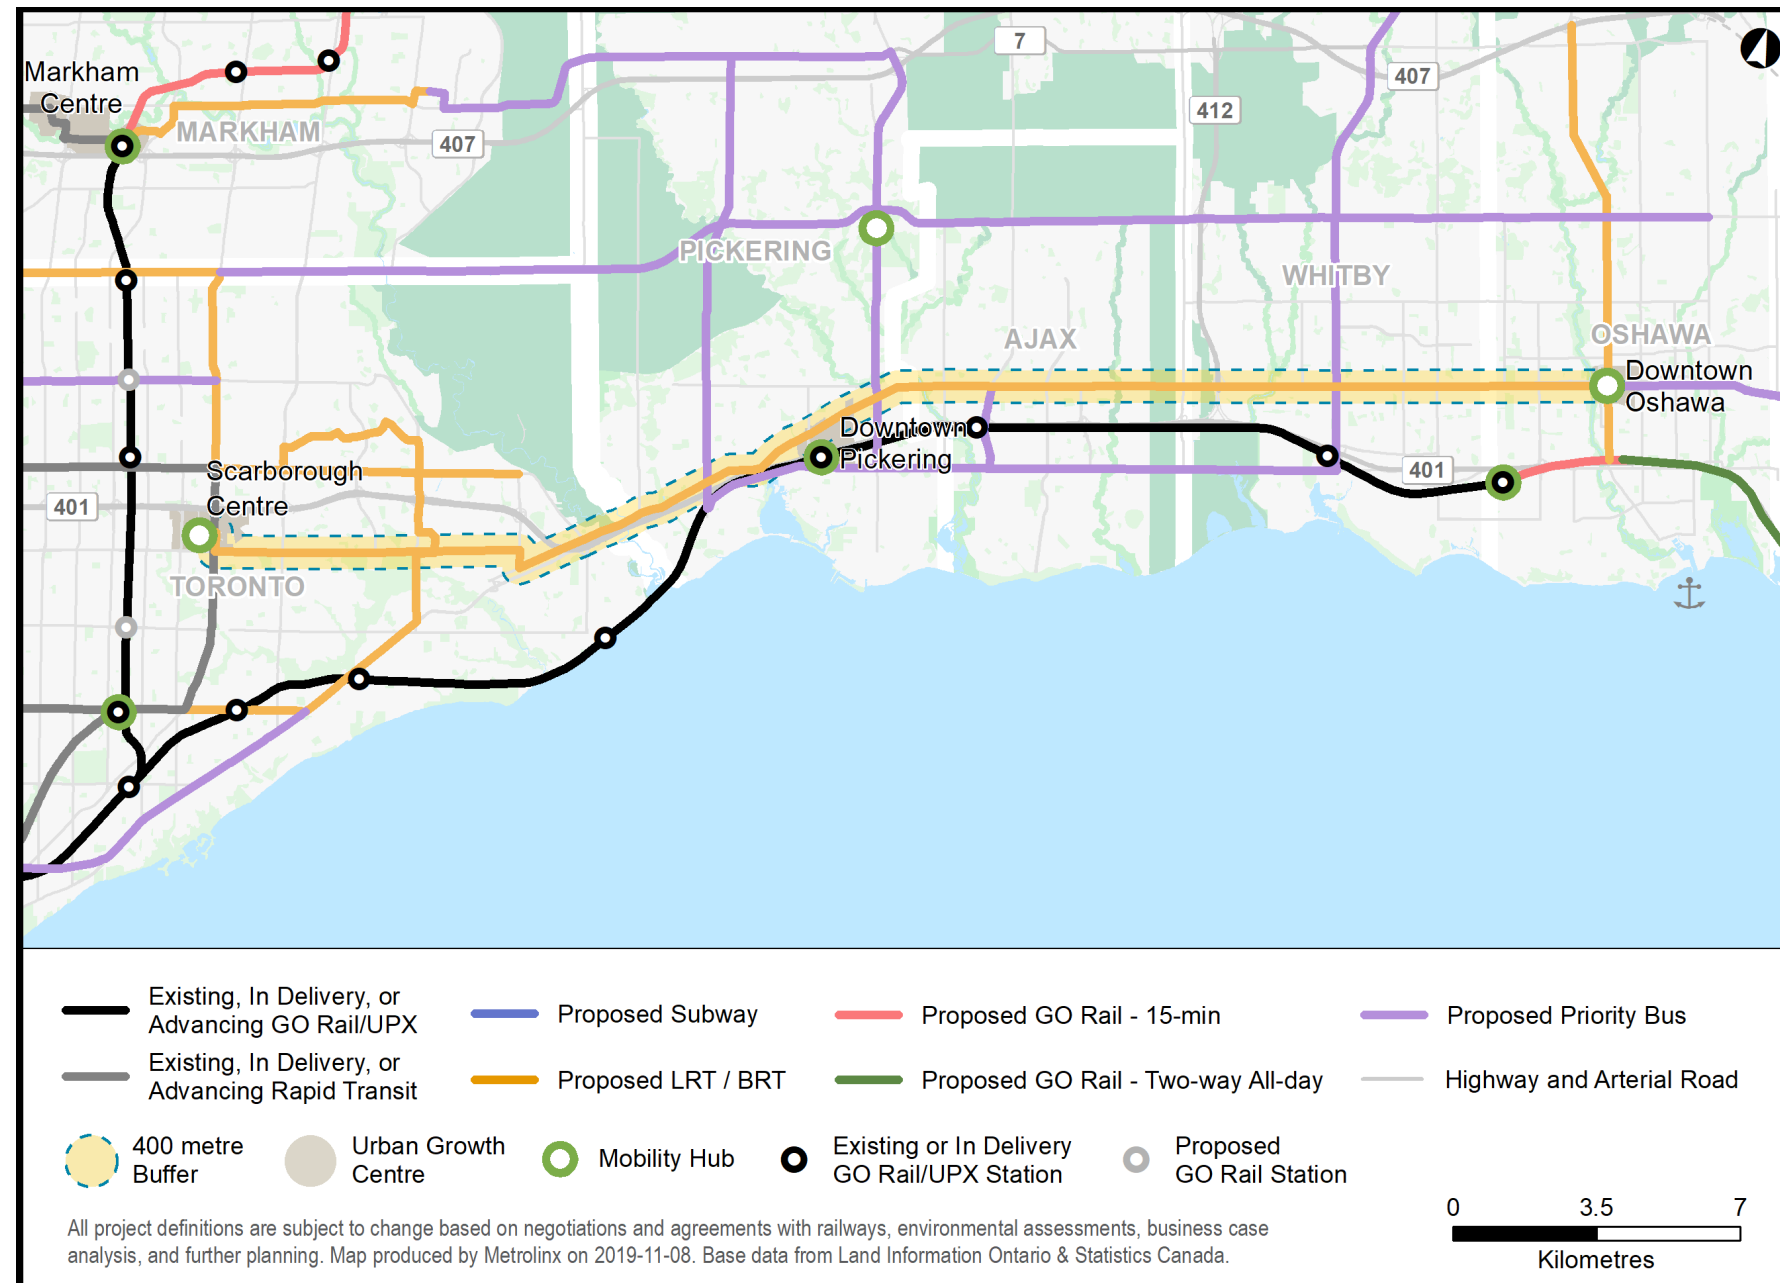 7
407
412
407
Markham
Centre
MARKHAM
PICKERING
WHITBY
AJAX
OSHAWA
Downtown
Oshawa
Downtown
Pickering
401
Scarborough
Centre
401
TORONTO
Existing, In Delivery, or
Advancing GO Rail/UPX
Proposed Subway
Proposed GO Rail - 15-min
Proposed Priority Bus
Existing, In Delivery, or
Advancing Rapid Transit
Proposed LRT / BRT
Proposed GO Rail - Two-way All-day
Highway and Arterial Road
400 metre
Buffer
Urban Growth
Centre
Mobility Hub
Existing or In Delivery
GO Rail/UPX Station
Proposed
GO Rail Station
0 3.5 7
Kilometres
All project definitions are subject to change based on negotiations and agreements with railways, environmental assessments, business case
analysis, and further planning. Map produced by Metrolinx on 2019-11-08. Base data from Land Information Ontario & Statistics Canada.